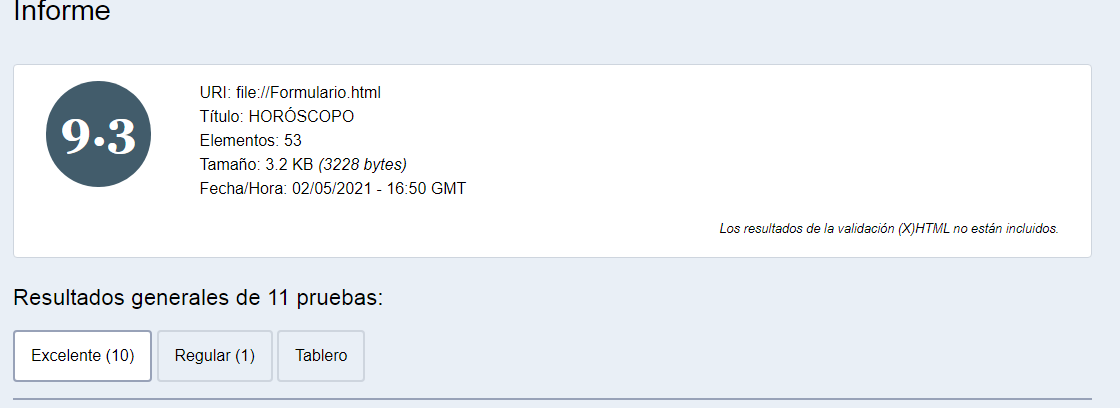 Informe
9.3
URI: file://Formulario.html
Título: HORÓSCOPO
Elementos: 53
Tamaño: 3.2 KB (3228 bytes)
Fecha/Hora: 02/05/2021 - 16:50 GMT
Los resultados de la validación (X)HTML no están incluidos.
Resultados generales de 11 pruebas:
Excelente (10) Regular (1) Tablero